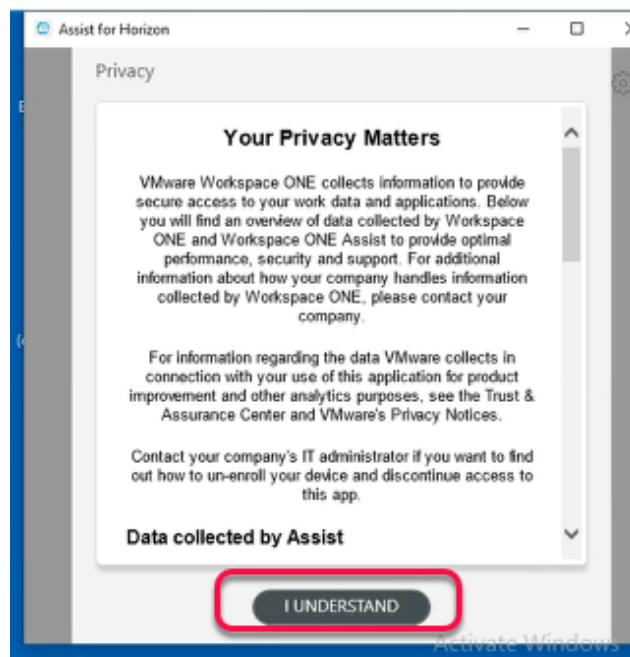 Assist for Horizon
Privacy
Your Privacy Matters
VMware Workspace ONE collects information to provide
secure access to your work data and applications. Below
you will find an overview of data collected by Workspace
ONE and Workspace ONE Assist to provide optimal
performance, security and support. For additional
information about how your company handles information
collected by Workspace ONE, please contact your
company.
For information regarding the data VMware collects in
connection with your use of this application for product
improvement and other analytics purposes, see the Trust &
Assurance Center and VMware's Privacy Notices.
Contact your company's IT administrator if you want to find
out how to un-enroll your device and discontinue access to
this app.
Data collected by Assist
I UNDERSTAND
Activate Windows